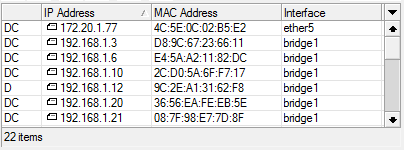 IP Address MAC Address Interface
DC 172.20.1.77 4C:5E:0C:02:B5:E2 ether5
DC 192.168.1.3 D8:9C:67:23:66:11 bridge1
DC 192.168.1.6 E4:5A:A2:11:82:DC bridge1
DC 192.168.1.10 2C:D0:5A:6F:F7:17 bridge1
D 192.168.1.12 9C:2E:A1:31:62:F8 bridge1
DC 192.168.1.20 36:56:EA:FE:EB:5E bridge1
DC 192.168.1.21 08:7F:98:E7:7D:8F bridge1
22 items